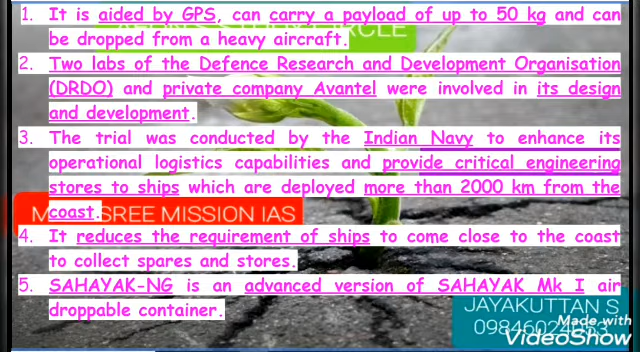 1. It is aided by GPS, can carry a payload of up to 50 kg and can
be dropped from a heavy aircraft.
2. Two labs of the Defence Research and Development Organisation
(DRDO) and private company Avantel were involved in its design
and development.
3. The trial was conducted by the Indian Navy to enhance its
operational logistics capabilities and provide critical engineering
stores to ships which are deployed more than 2000 km from the
coast.
SREE MISSION IAS
4. It reduces the requirement of ships to come close to the coast
to collect spares and stores.
5. SAHAYAK-NG is an advanced version of SAHAYAK Mk I air
droppable container.
JAYAKUTTAN S
Made with
VideoShow